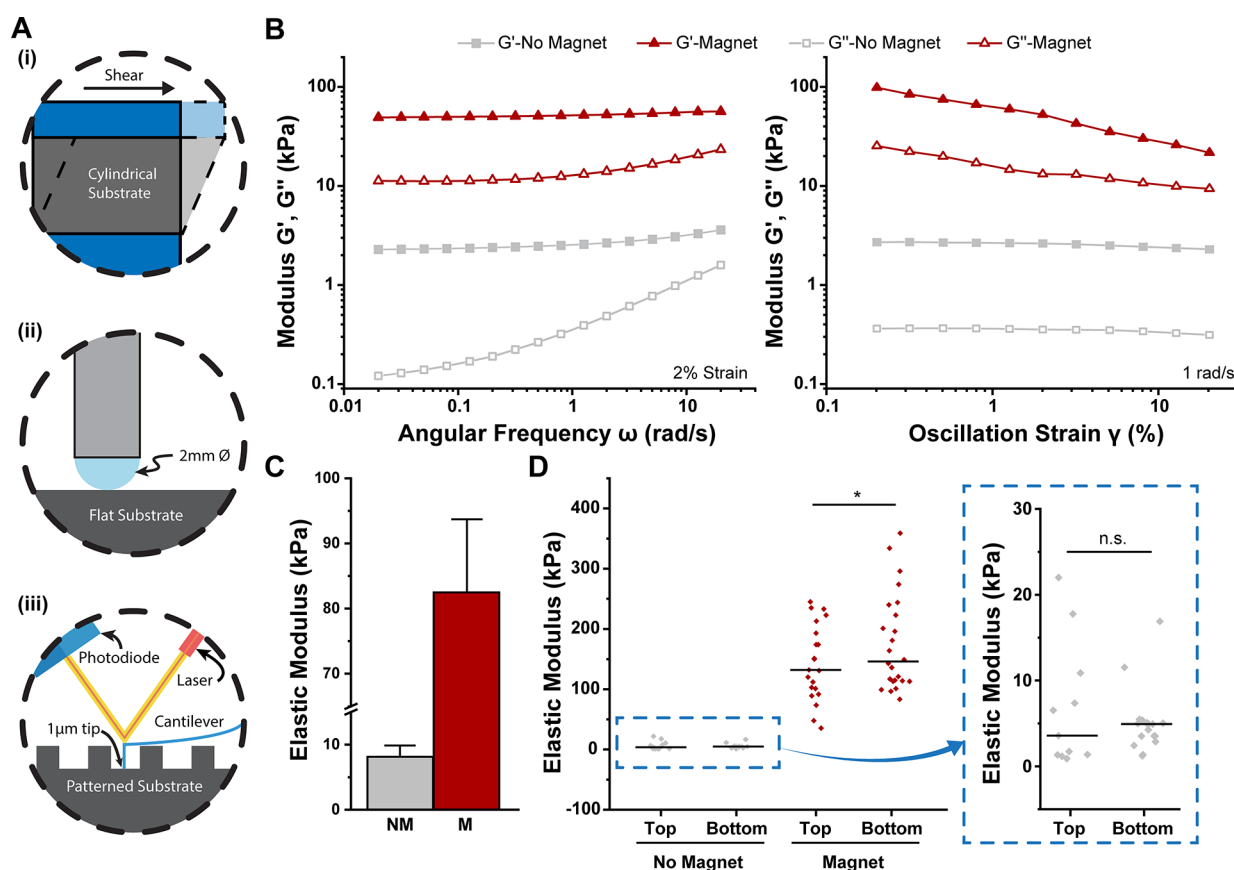 A
(i)
Shear
Cylindrical
Substrate
(ii)
2mm Ø
Flat Substrate
(iii)
Photodiode
Laser
1µm tip
Cantilever
Patterned Substrate
B
G'-No Magnet
G'-Magnet
G"-No Magnet
G"-Magnet
Modulus G', G" (kPa)
100
10
1
0.1
0.01
0.1
1
10
2% Strain
Angular Frequency ω (rad/s)
Modulus G', G" (kPa)
100
10
1
0.1
0.1
1
10
1 rad/s
Oscillation Strain γ (%)
C
Elastic Modulus (kPa)
100
90
80
70
10
0
NM
M
D
Elastic Modulus (kPa)
400
300
200
100
0
-100
*
Top
Bottom
Top
Bottom
No Magnet
Magnet
Elastic Modulus (kPa)
30
20
10
0
n.s.
Top
Bottom